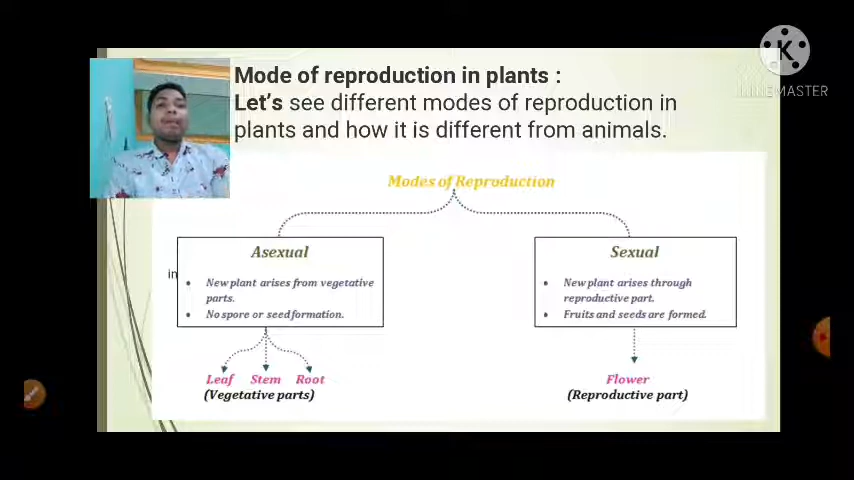 Mode of reproduction in plants :
Let's see different modes of reproduction in
plants and how it is different from animals.
K
KINEMASTER
Modes of Reproduction
Asexual
in
• New plant arises from vegetative
parts.
• No spore or seed formation.
Sexual
• New plant arises through
reproductive part.
• Fruits and seeds are formed.
Leaf Stem Root
(Vegetative parts)
Flower
(Reproductive part)